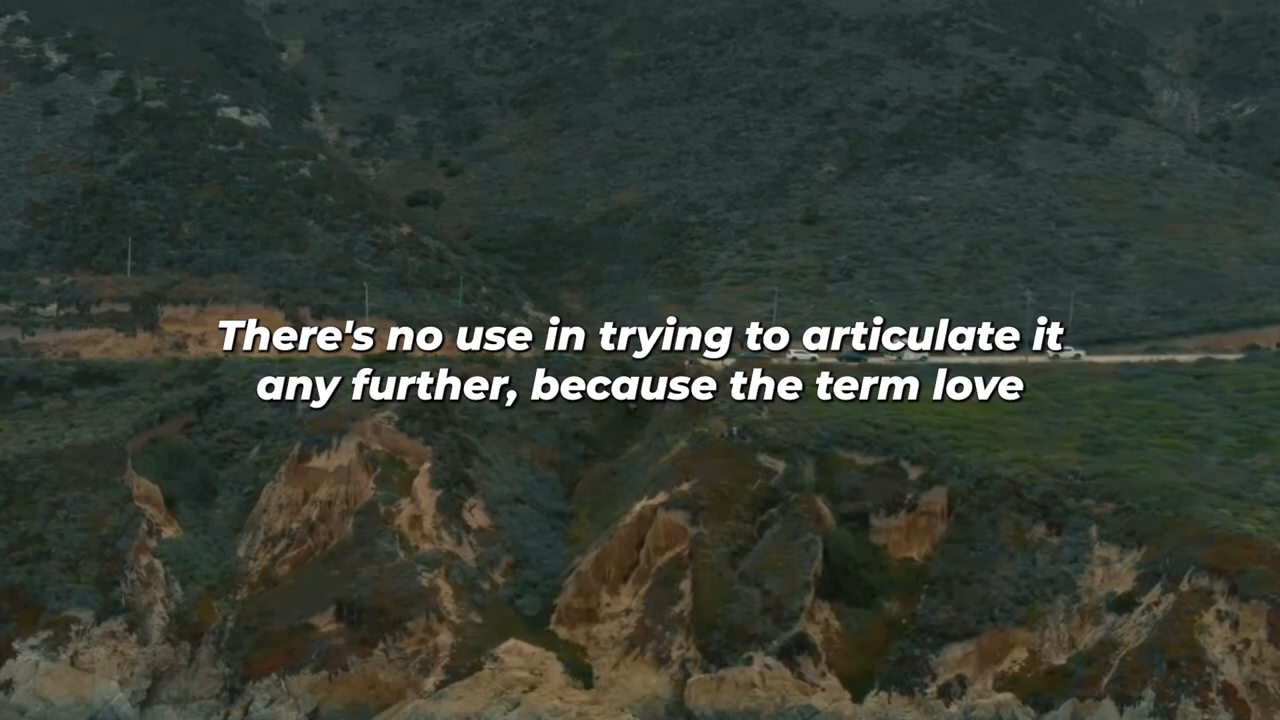 There's no use in trying to articulate it
any further, because the term love